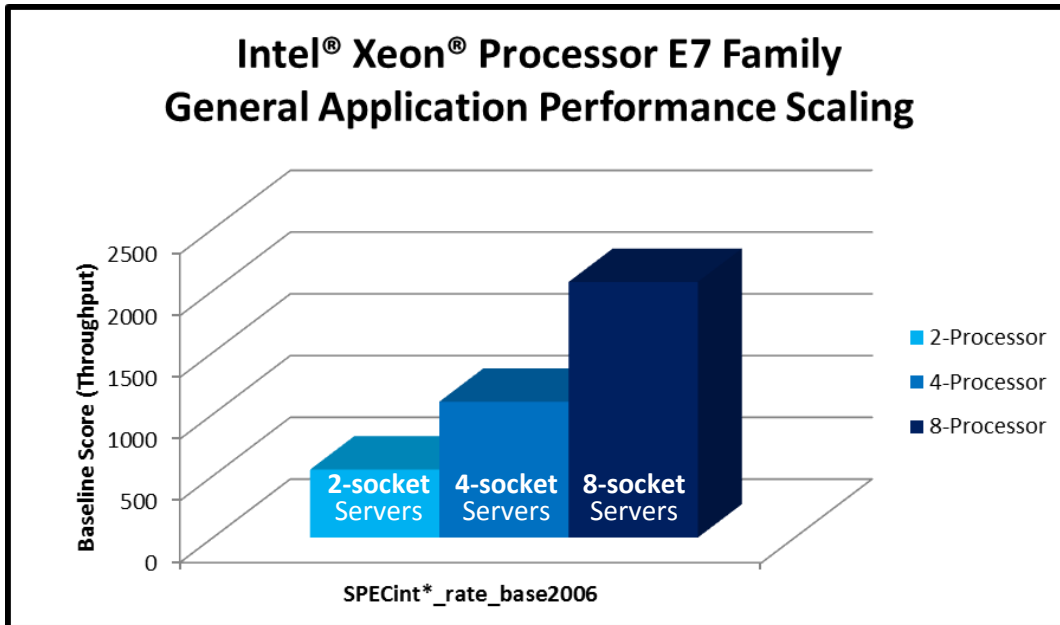 Intel® Xeon® Processor E7 Family
General Application Performance Scaling
Baseline Score (Throughput)
2500
2000
1500
1000
500
0
2-socket
Servers
4-socket
Servers
8-socket
Servers
SPECint*_rate_base2006
2-Processor
4-Processor
8-Processor